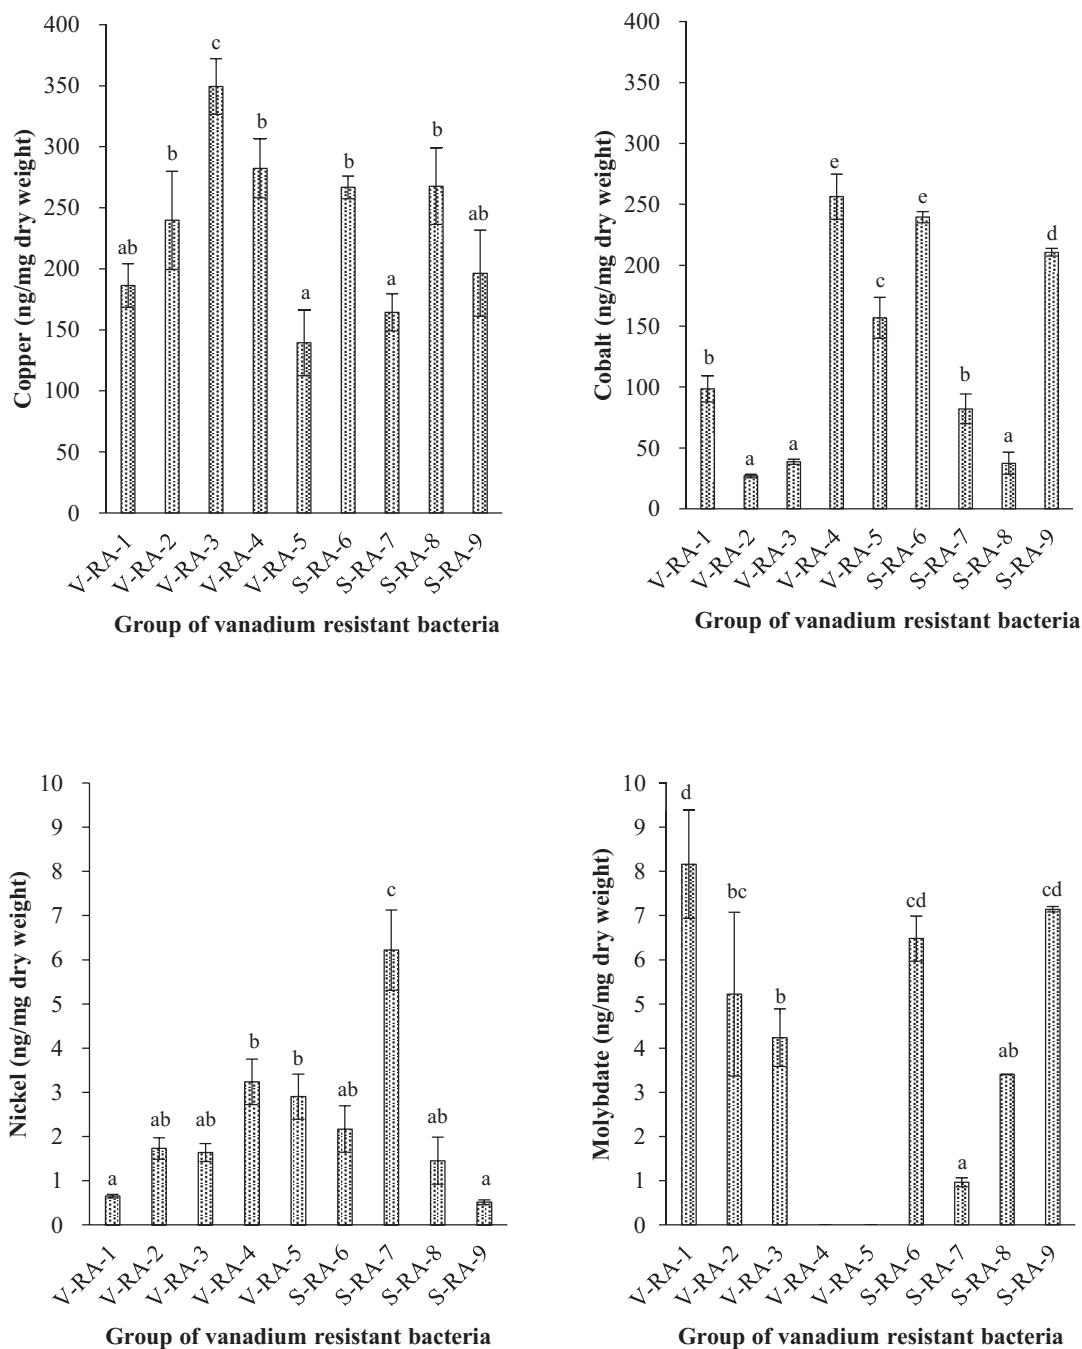 Copper (ng/mg dry weight)
400
350
300
250
200
150
100
50
0
ab
b
c
b
a
b
a
b
ab
V-RA-1
V-RA-2
V-RA-3
V-RA-4
V-RA-5
S-RA-6
S-RA-7
S-RA-8
S-RA-9
Group of vanadium resistant bacteria
Cobalt (ng/mg dry weight)
400
350
300
250
200
150
100
50
0
b
a
a
e
c
e
b
a
d
V-RA-1
V-RA-2
V-RA-3
V-RA-4
V-RA-5
S-RA-6
S-RA-7
S-RA-8
S-RA-9
Group of vanadium resistant bacteria
Nickel (ng/mg dry weight)
10
9
8
7
6
5
4
3
2
1
0
a
ab
ab
b
b
ab
c
ab
a
V-RA-1
V-RA-2
V-RA-3
V-RA-4
V-RA-5
S-RA-6
S-RA-7
S-RA-8
S-RA-9
Group of vanadium resistant bacteria
Molybdate (ng/mg dry weight)
10
9
8
7
6
5
4
3
2
1
0
d
bc
b
cd
a
ab
cd
V-RA-1
V-RA-2
V-RA-3
V-RA-4
V-RA-5
S-RA-6
S-RA-7
S-RA-8
S-RA-9
Group of vanadium resistant bacteria